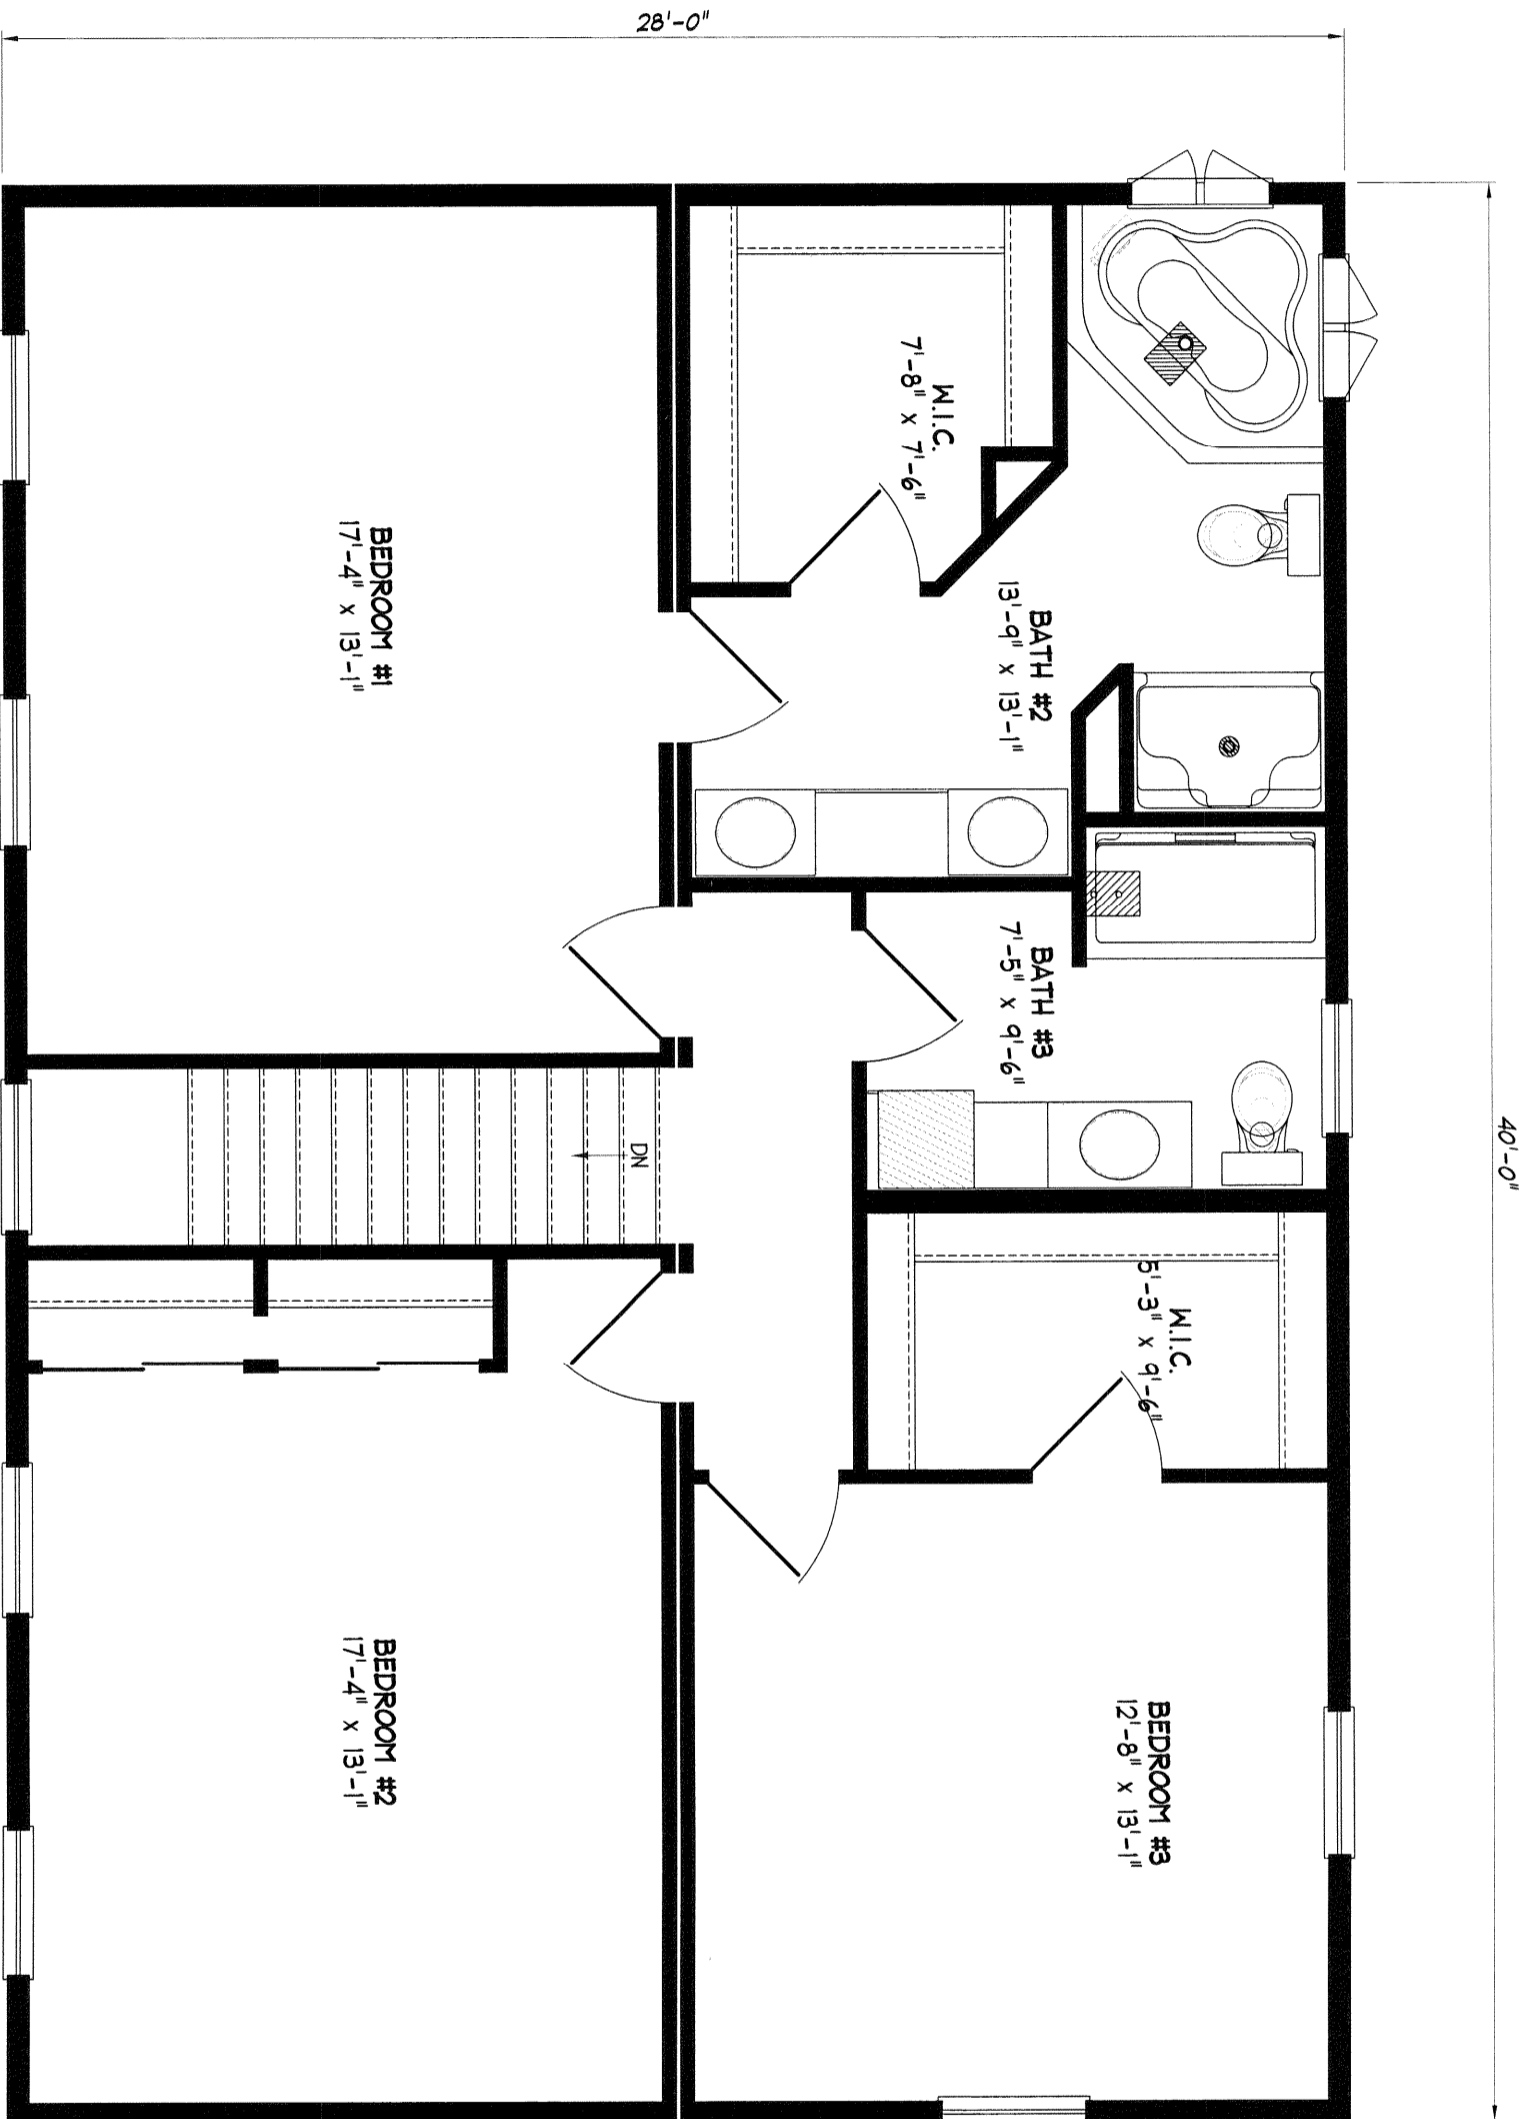 28'-0"
40'-0"
W.I.C.
7'-8" x 7'-6"
BATH #2
13'-9" x 13'-1"
BATH #3
7'-5" x 9'-6"
W.I.C.
5'-3" x 9'-6"
BEDROOM #3
12'-8" x 13'-1"
BEDROOM #1
17'-4" x 13'-1"
DN
BEDROOM #2
17'-4" x 13'-1"